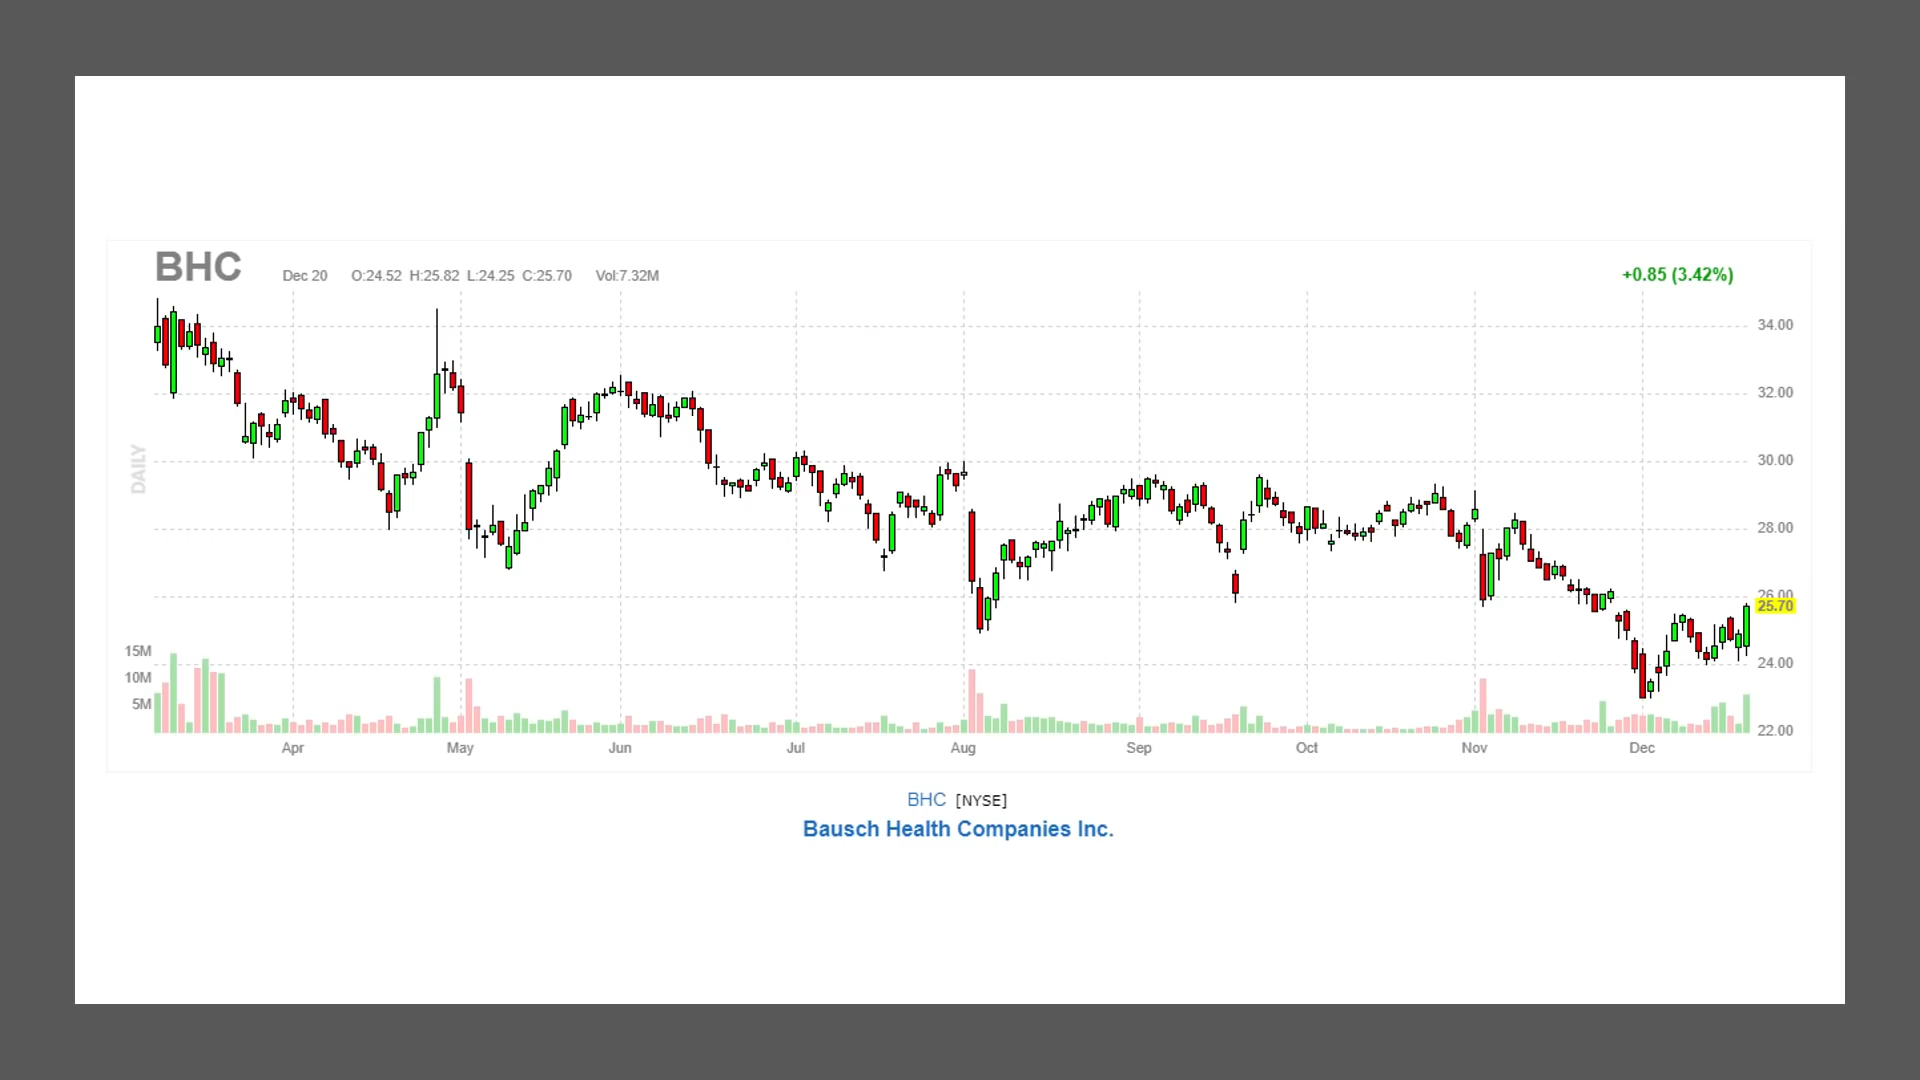 BHC Dec 20 O:24.52 H:25.82 L:24.25 C:25.70 Vol:7.32M +0.85 (3.42%)
34.00
32.00
DAILY
30.00
28.00
26.00
25.70
15M
24.00
10M
5M
22.00
Apr May Jun Jul Aug Sep Oct Nov Dec
BHC [NYSE]
Bausch Health Companies Inc.